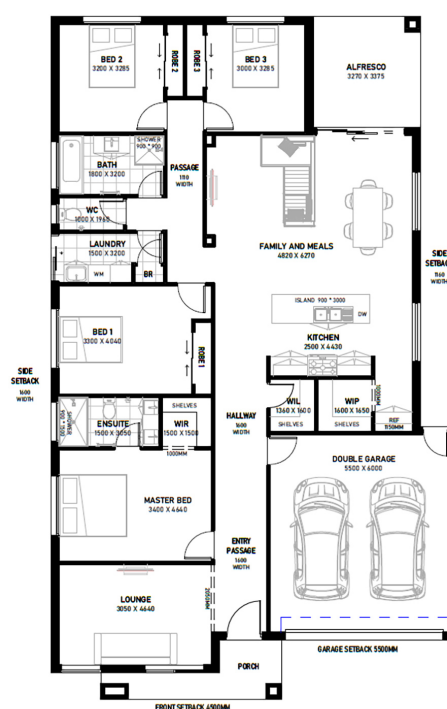 BED 2
3200 X 3285
ROBE 2
ROBE 3
BED 3
3000 X 3285
ALFRESCO
3270 X 3375
SHOWER
900 * 900
BATH
1800 X 3200
PASSAGE
1110
WIDTH
WC
1000 X 1960
LAUNDRY
1500 X 3200
WM
BR
FAMILY AND MEALS
4820 X 6270
SIDE
SETBACK
1160
WIDTH
ISLAND 900 * 3000
DW
KITCHEN
2500 X 4430
BED 1
3300 X 4040
ROBE 1
SIDE
SETBACK
1600
WIDTH
SHOWER
ENSUITE
1500 X 3050
SHELVES
WIR
1500 X 1500
1000MM
HALLWAY
1600
WIDTH
WIL
1360 X 1600
SHELVES
WIP
1600 X 1650
SHELVES
REF
1150MM
DOUBLE GARAGE
5500 X 6000
MASTER BED
3400 X 4640
ENTRY
PASSAGE
1600
WIDTH
LOUNGE
3050 X 4640
PORCH
GARAGE SETBACK 5500MM
FRONT SETBACK 4500MM